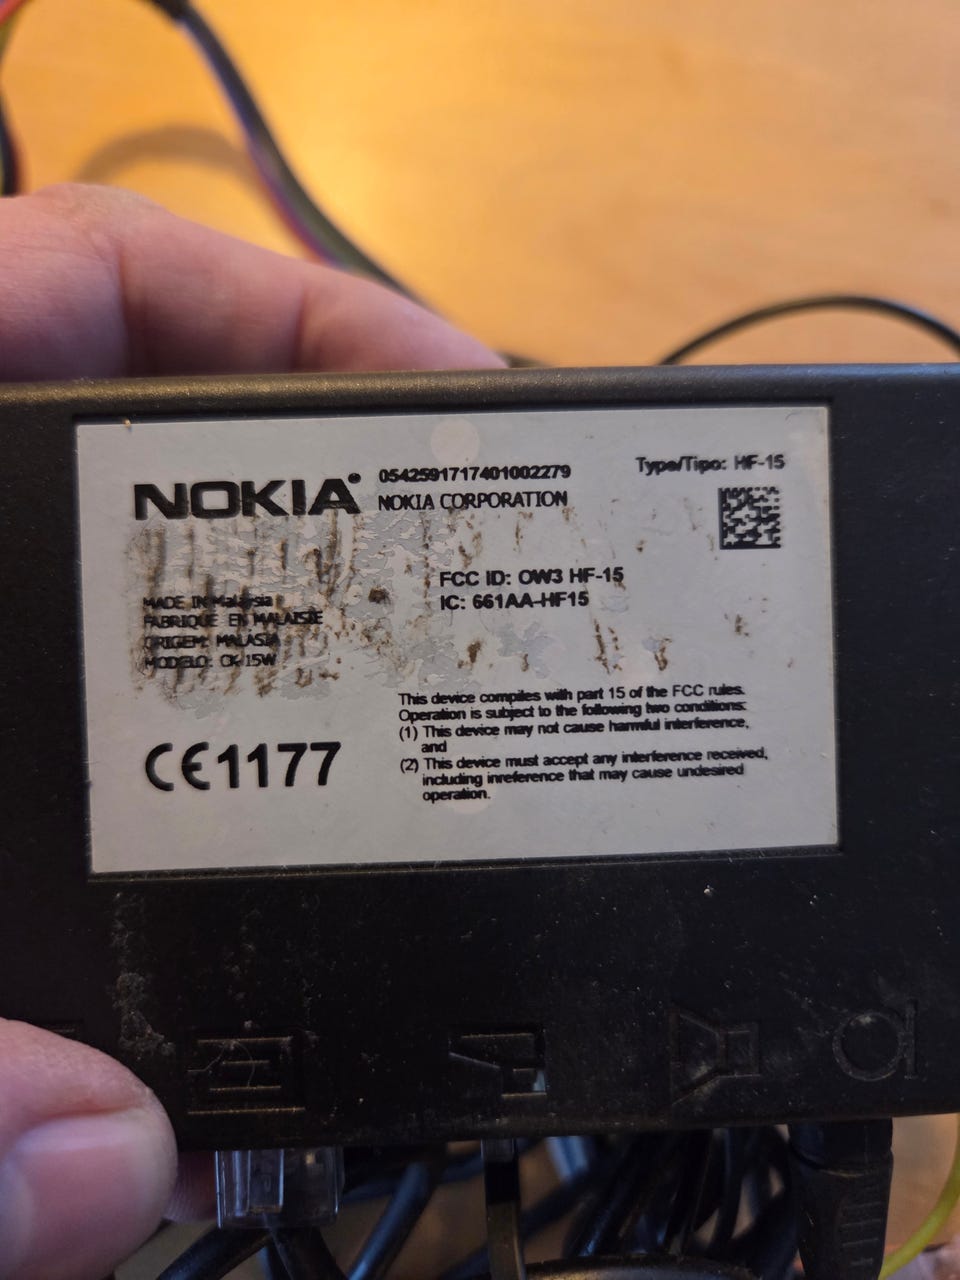 NOKIA
0542591717401002279
NOKIA CORPORATION
Type/Tipo: HF-15
FCC ID: OW3 HF-15
IC: 661AA-HF15
MADE IN Malaysia
FABRIQUE EN MALAISIE
ORIGEM: MALASIA
MODELO: CK-15W
CE1177
This device complies with part 15 of the FCC rules.
Operation is subject to the following two conditions:
(1) This device may not cause harmful interference,
and
(2) This device must accept any interference received,
including inreference that may cause undesired
operation.